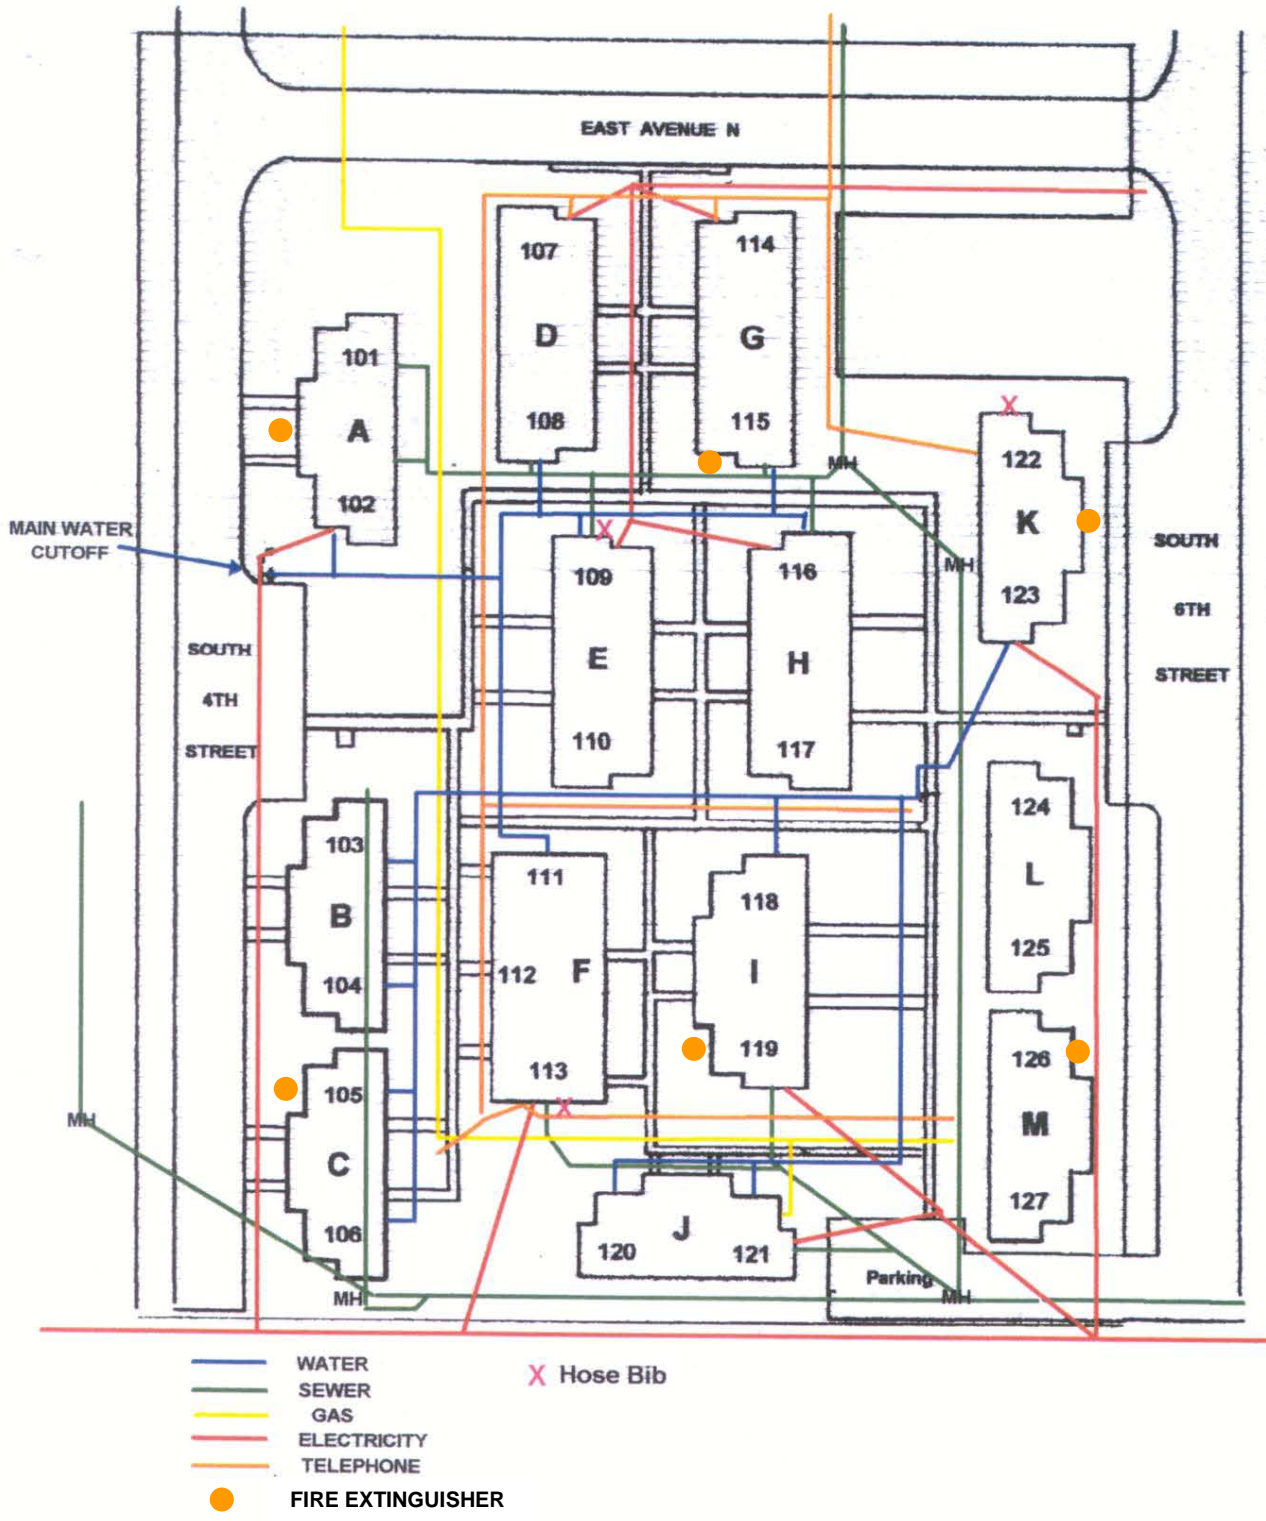 EAST AVENUE N
107
114
D
G
101
A
108
115
MH
122
102
K
MAIN WATER
CUTOFF
SOUTH
MH
109
116
123
6TH
SOUTH
E
H
STREET
4TH
110
117
STREET
124
103
111
118
L
B
125
112
F
I
104
119
126
113
105
MH
M
C
127
106
J
120
121
Parking
MH
MH
WATER
X Hose Bib
SEWER
GAS
ELECTRICITY
TELEPHONE
FIRE EXTINGUISHER